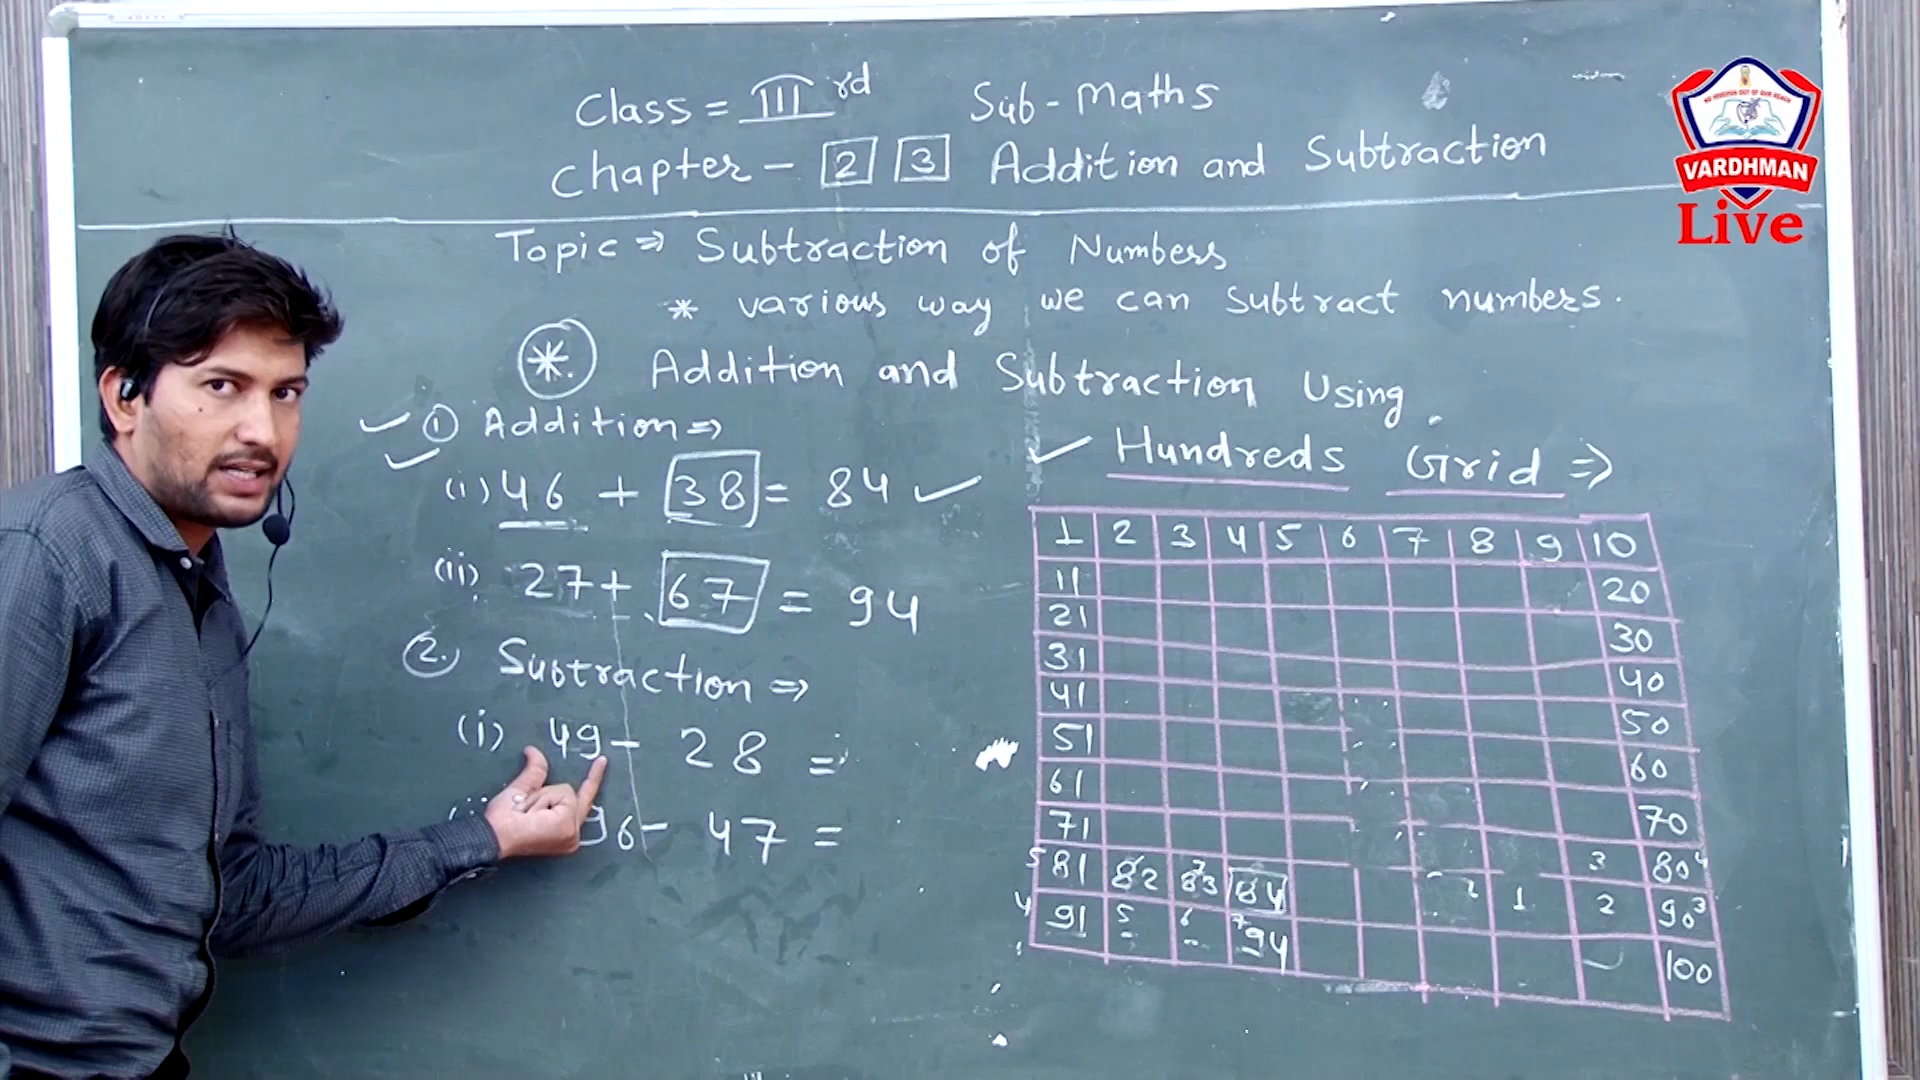 Class = IIIrd Sub - Maths
Chapter - 2 3 Addition and Subtraction
VARDHMAN
Live
Topic ⇒ Subtraction of Numbers
* various way we can subtract numbers.
* Addition and Subtraction Using
Hundreds Grid ⇒
① Addition ⇒
(i) 46 + 38 = 84
(ii) 27 + 67 = 94
2. Subtraction ⇒
(i) 49 - 28 =
96 - 47 =
1 2 3 4 5 6 7 8 9 10
11 20
21 30
31 40
41 50
51 60
61 70
71 80
81 82 83 84 90
91 94 100